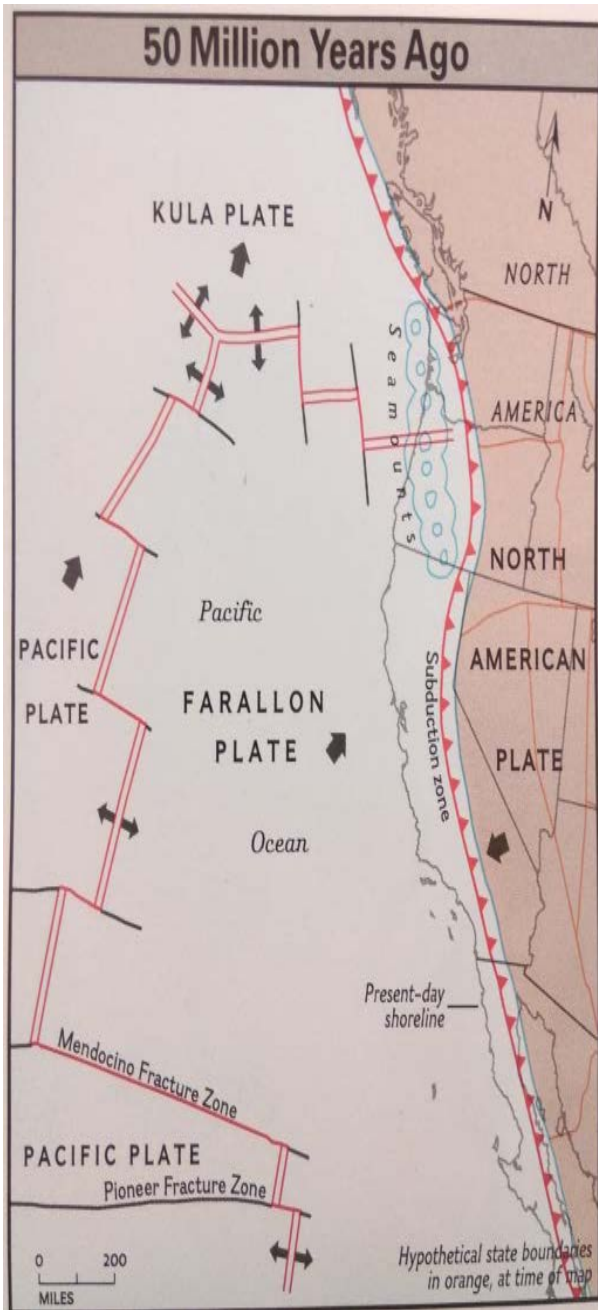 50 Million Years Ago
KULA PLATE
N
NORTH
AMERICA
Seamounts
NORTH
AMERICAN
PLATE
Pacific
Ocean
PACIFIC
PLATE
FARALLON
PLATE
Subduction zone
Present-day
shoreline
Mendocino Fracture Zone
PACIFIC PLATE
Pioneer Fracture Zone
0 200
MILES
Hypothetical state boundaries
in orange, at time of map